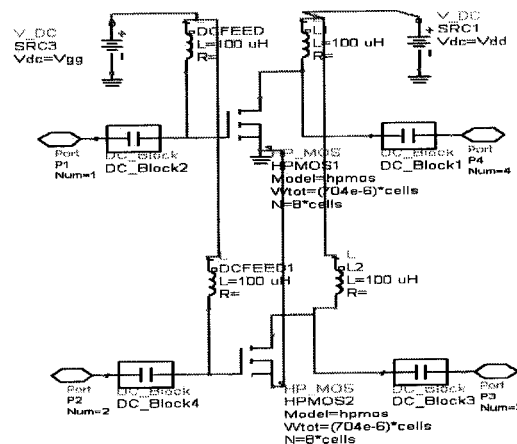 V_DC
SRC3
Vdc=Vgg
DCFEED
L=100 uH
R=
L=100 uH
R=
V_DC
SRC1
Vdc=Vdd
Port
P1
Num=1
DC_Block
DC_Block2
HP_MOS
HPMOS1
Model=hpmos
Wtot=(704e-6)*cells
N=8*cells
DC_Block
DC_Block1
Port
P4
Num=4
L
DCFEED1
L=100 uH
R=
L
L2
L=100 uH
R=
Port
P2
Num=2
DC_Block
DC_Block4
HP_MOS
HPMOS2
Model=hpmos
Wtot=(704e-6)*cells
N=8*cells
DC_Block
DC_Block3
Port
P3